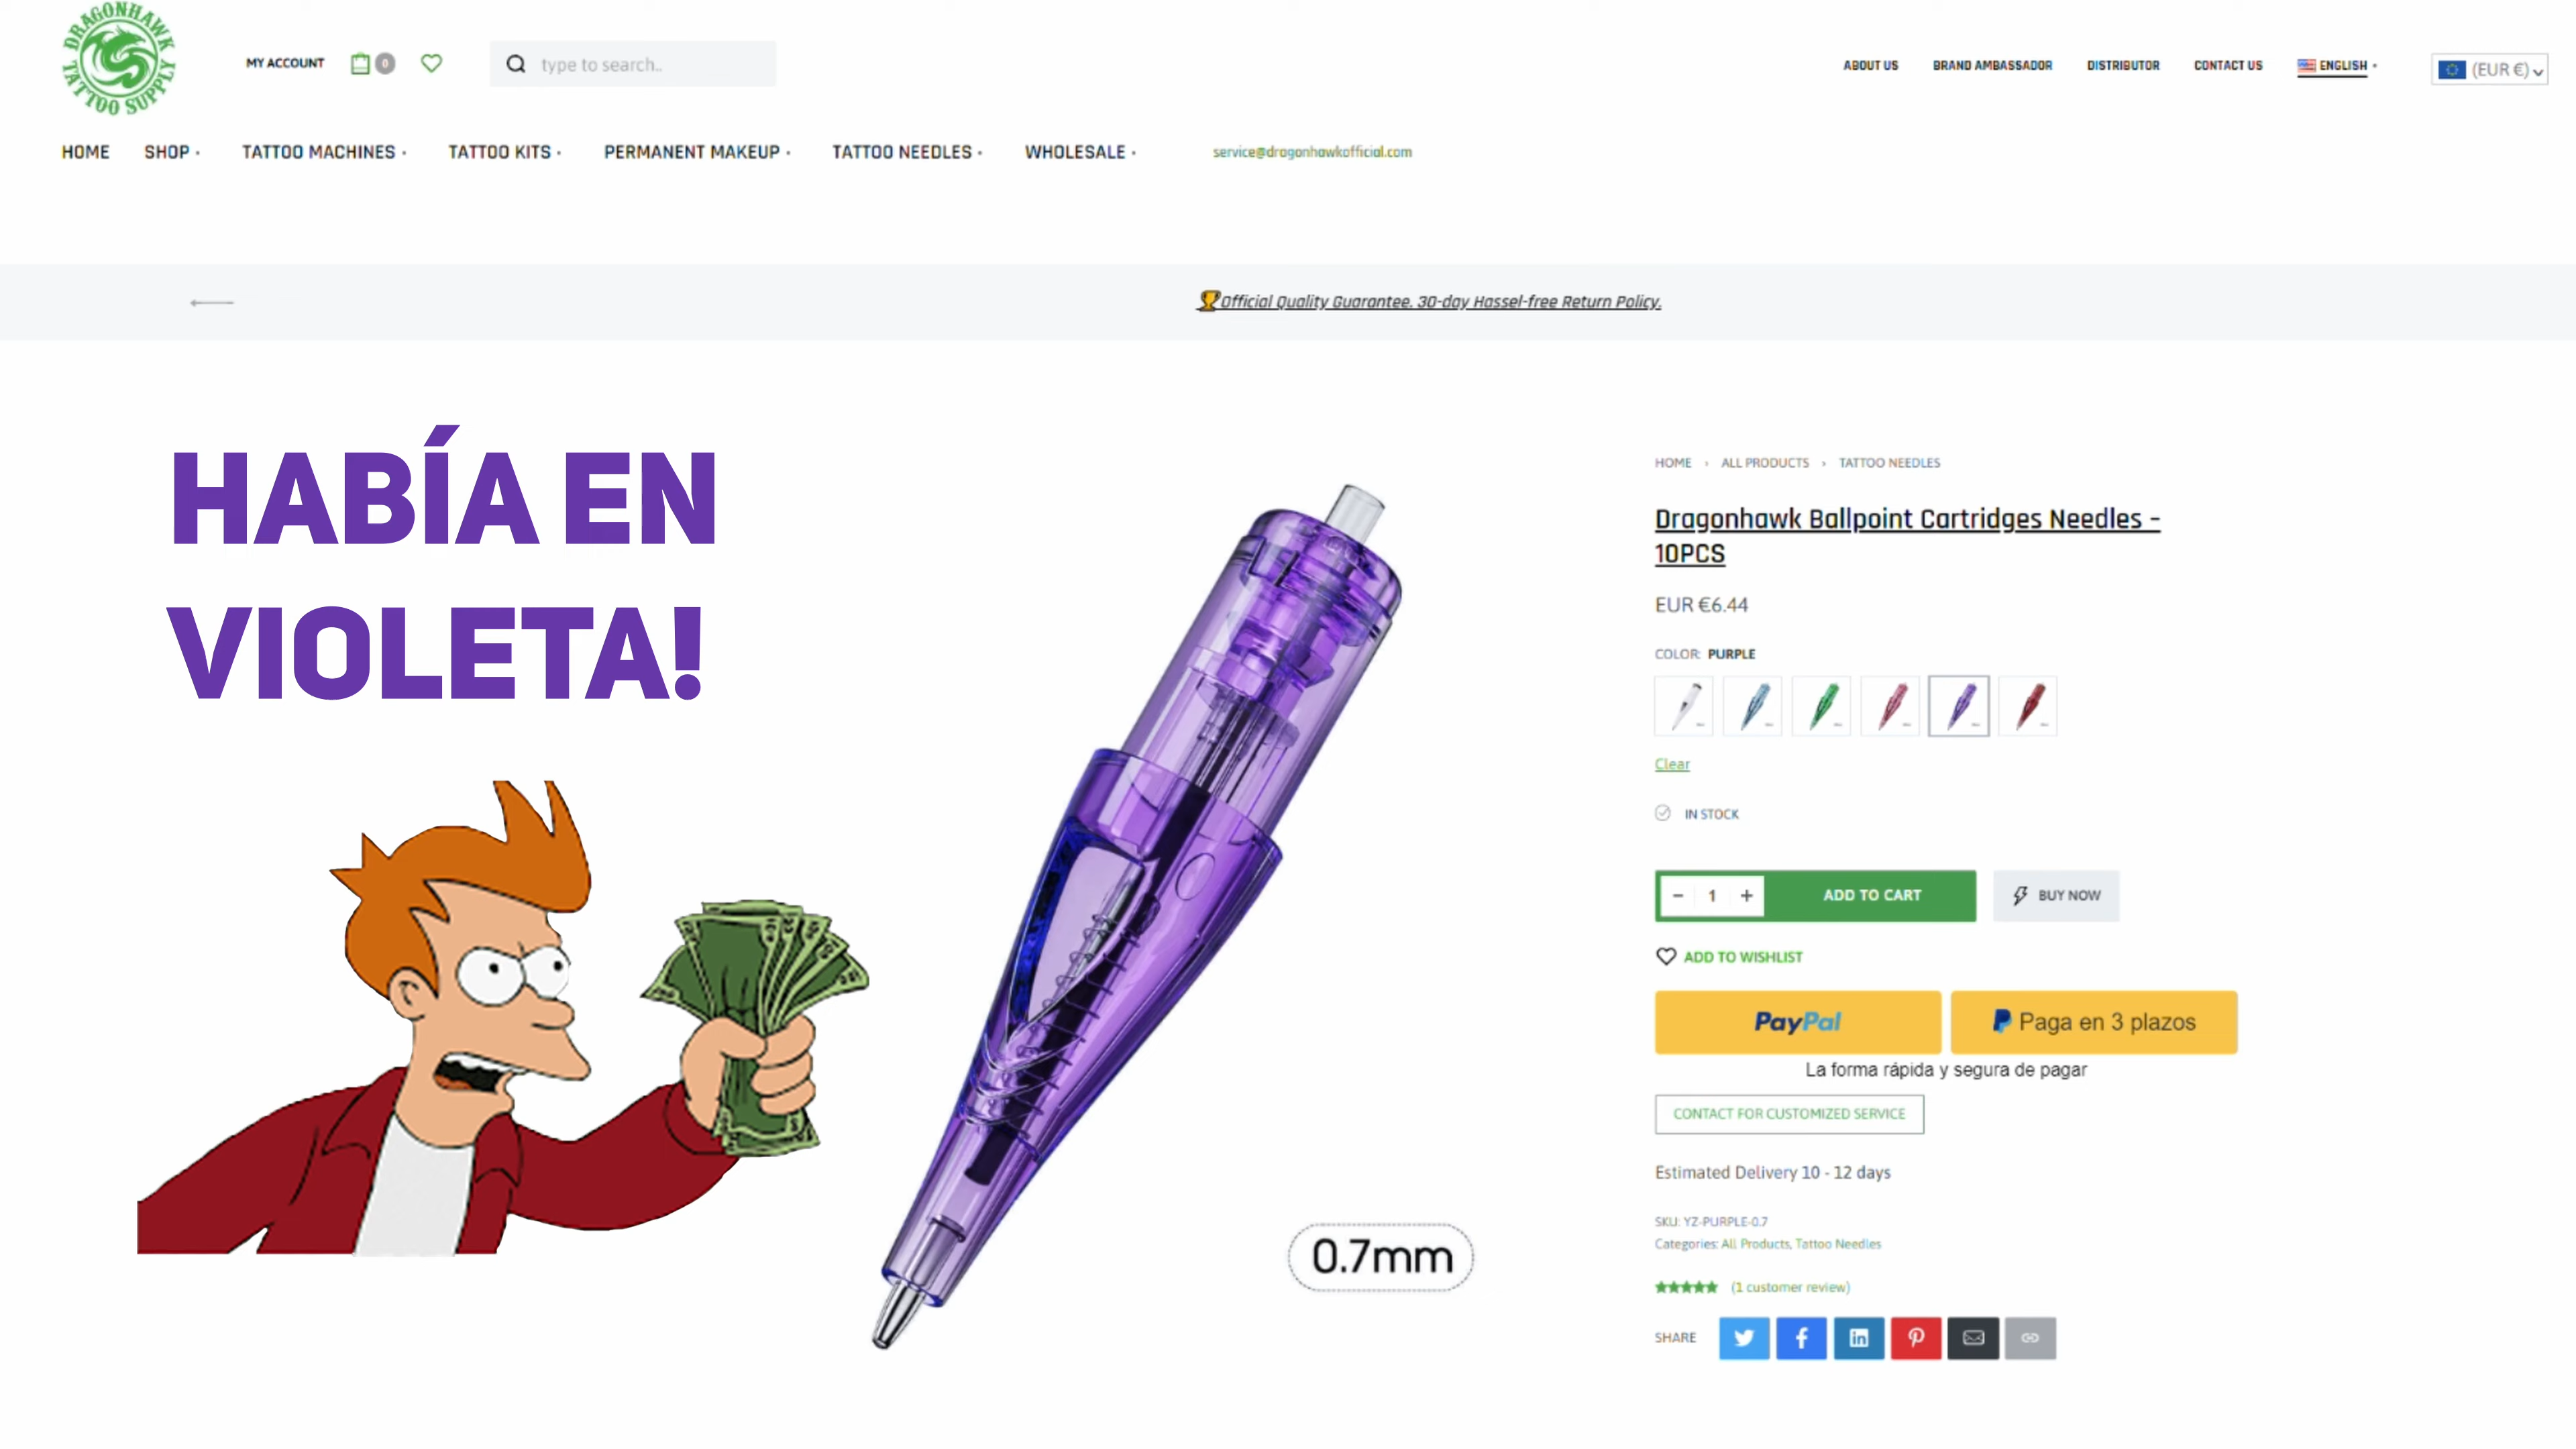 DRAGONHAWK
TATTOO SUPPLY
MY ACCOUNT
0
type to search..
ABOUT US
BRAND AMBASSADOR
DISTRIBUTOR
CONTACT US
ENGLISH
(EUR €)
HOME
SHOP
TATTOO MACHINES
TATTOO KITS
PERMANENT MAKEUP
TATTOO NEEDLES
WHOLESALE
service@dragonhawkofficial.com
Official Quality Guarantee. 30-day Hassel-free Return Policy.
HABÍA EN
VIOLETA!
0.7mm
HOME › ALL PRODUCTS › TATTOO NEEDLES
Dragonhawk Ballpoint Cartridges Needles –
10PCS
EUR €6.44
COLOR: PURPLE
Clear
IN STOCK
− 1 +
ADD TO CART
BUY NOW
ADD TO WISHLIST
PayPal
Paga en 3 plazos
La forma rápida y segura de pagar
CONTACT FOR CUSTOMIZED SERVICE
Estimated Delivery 10 - 12 days
SKU: YZ-PURPLE-0.7
Categories: All Products, Tattoo Needles
(1 customer review)
SHARE